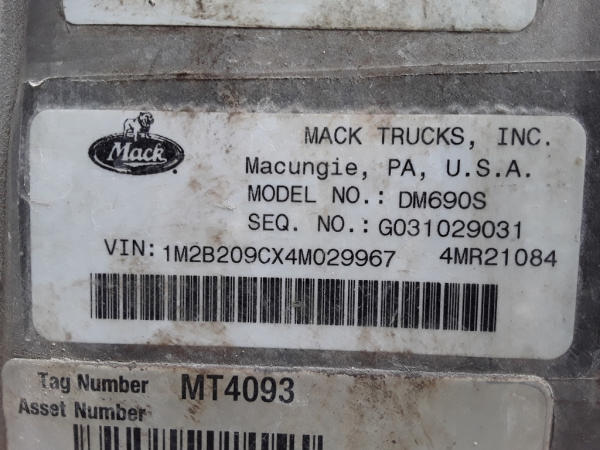 Mack
MACK TRUCKS, INC.
Macungie, PA, U.S.A.
MODEL NO.: DM690S
SEQ. NO.: G031029031
VIN: 1M2B209CX4M029967 4MR21084
Tag Number MT4093
Asset Number